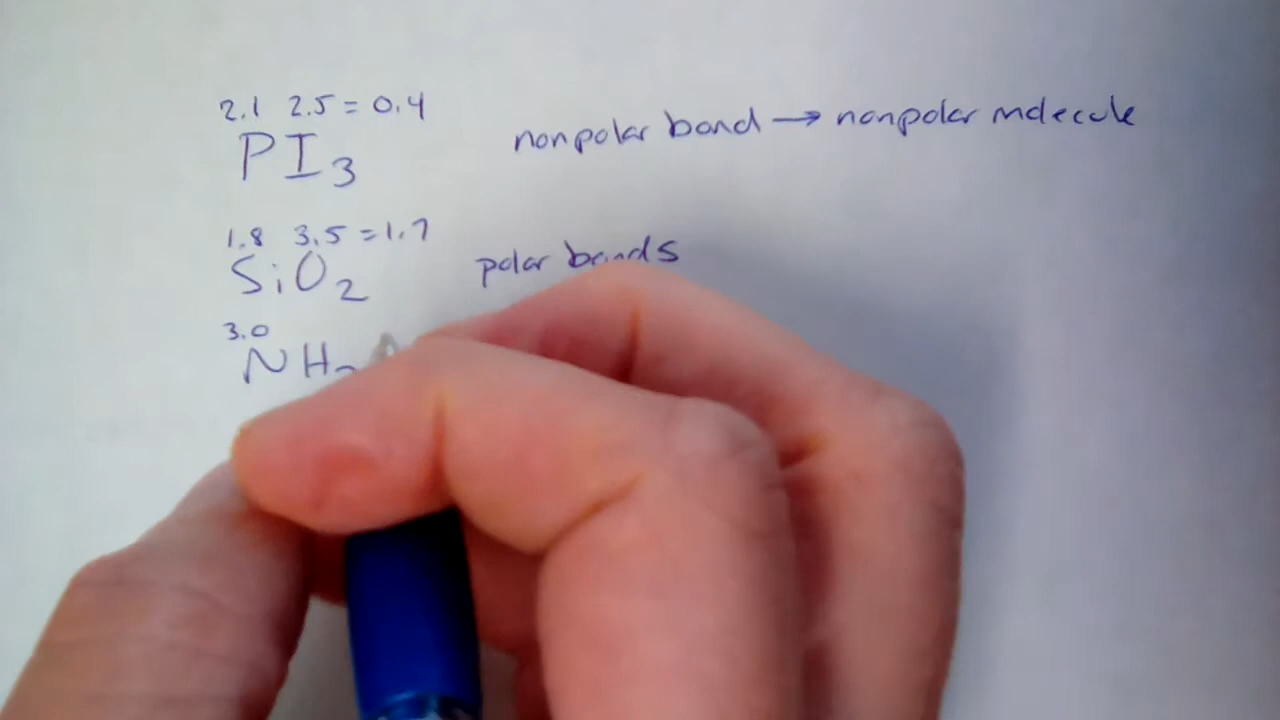 2.1 2.5 = 0.4
PI3 nonpolar bond → nonpolar molecule
1.8 3.5 = 1.7
SiO2 polar bonds
3.0
NH